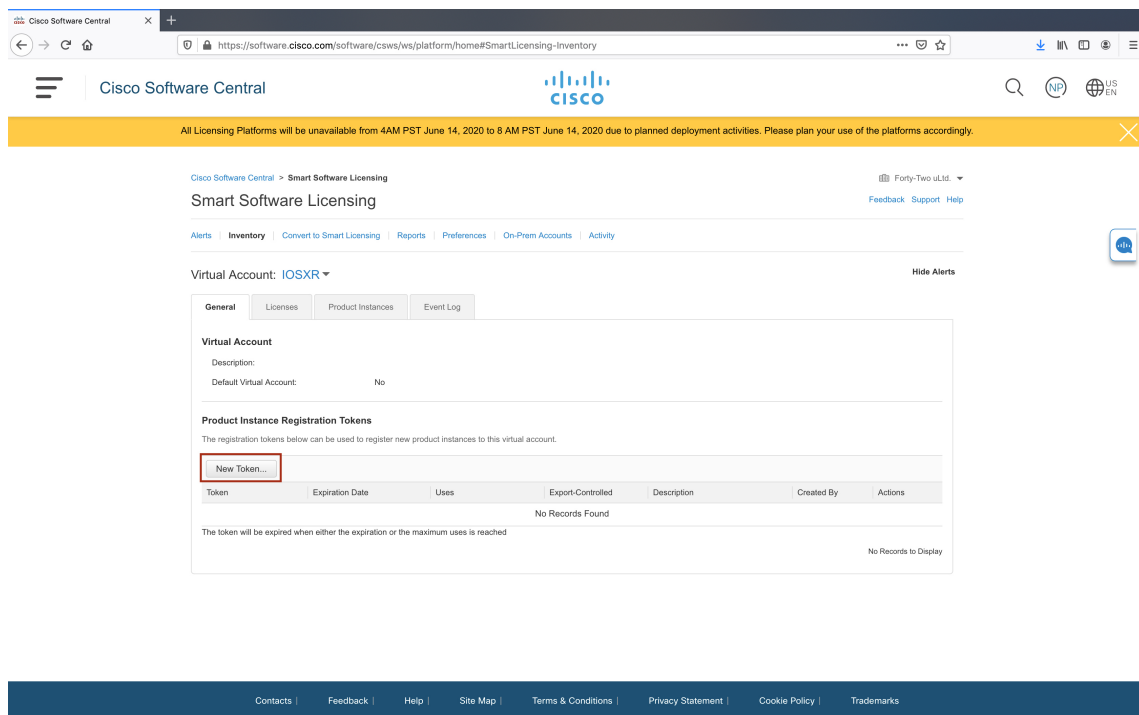 Cisco Software Central
https://software.cisco.com/software/csws/ws/platform/home#SmartLicensing-Inventory
Cisco Software Central
CISCO
NP
US
EN
All Licensing Platforms will be unavailable from 4AM PST June 14, 2020 to 8 AM PST June 14, 2020 due to planned deployment activities. Please plan your use of the platforms accordingly.
Cisco Software Central > Smart Software Licensing
Forty-Two uLtd.
Smart Software Licensing
Feedback Support Help
Alerts | Inventory | Convert to Smart Licensing | Reports | Preferences | On-Prem Accounts | Activity
Virtual Account: IOSXR
Hide Alerts
General Licenses Product Instances Event Log
Virtual Account
Description:
Default Virtual Account: No
Product Instance Registration Tokens
The registration tokens below can be used to register new product instances to this virtual account.
New Token...
Token Expiration Date Uses Export-Controlled Description Created By Actions
No Records Found
The token will be expired when either the expiration or the maximum uses is reached
No Records to Display
Contacts | Feedback | Help | Site Map | Terms & Conditions | Privacy Statement | Cookie Policy | Trademarks